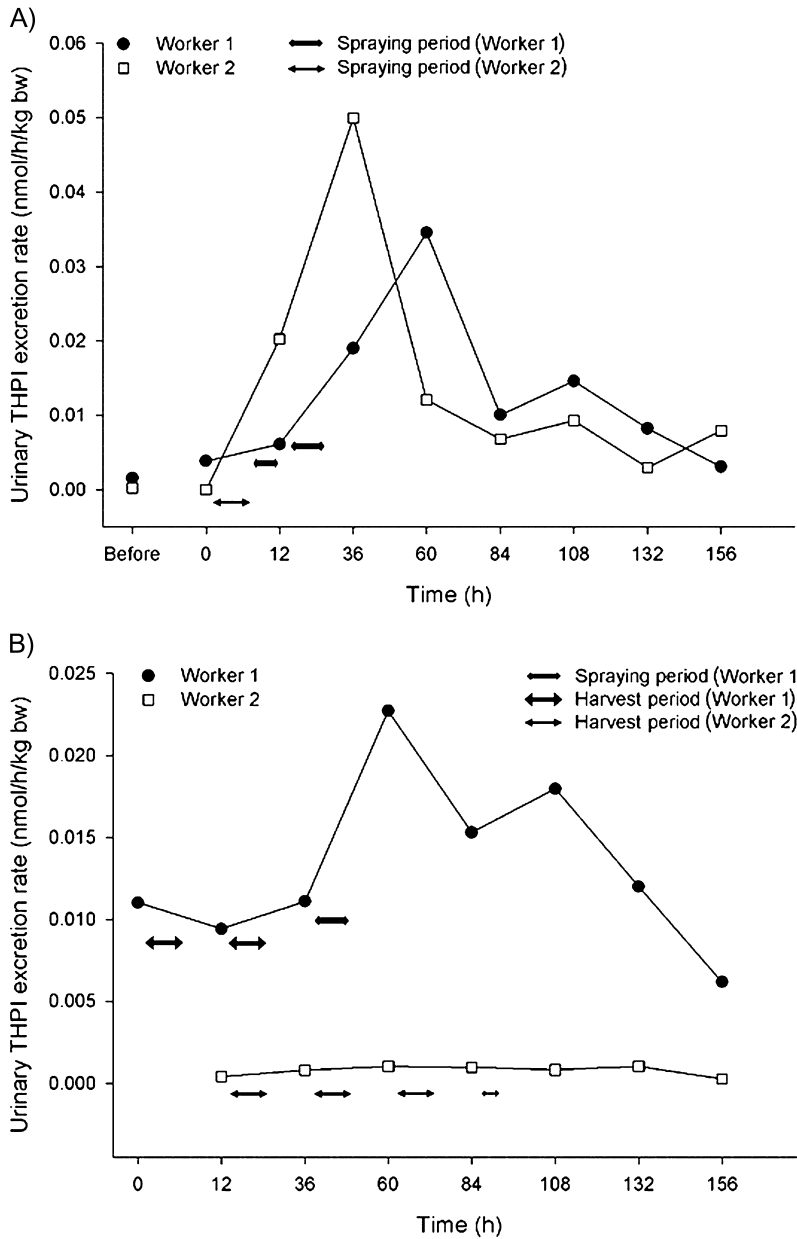 A)
Urinary THPI excretion rate (nmol/h/kg bw)
0.06
0.05
0.04
0.03
0.02
0.01
0.00
Worker 1
Worker 2
Spraying period (Worker 1)
Spraying period (Worker 2)
Before 0 12 36 60 84 108 132 156
Time (h)
B)
Urinary THPI excretion rate (nmol/h/kg bw)
0.025
0.020
0.015
0.010
0.005
0.000
Worker 1
Worker 2
Spraying period (Worker 1
Harvest period (Worker 1)
Harvest period (Worker 2)
0 12 36 60 84 108 132 156
Time (h)